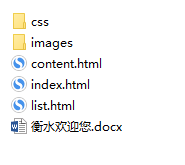 css
images
content.html
index.html
list.html
衡水欢迎您.docx